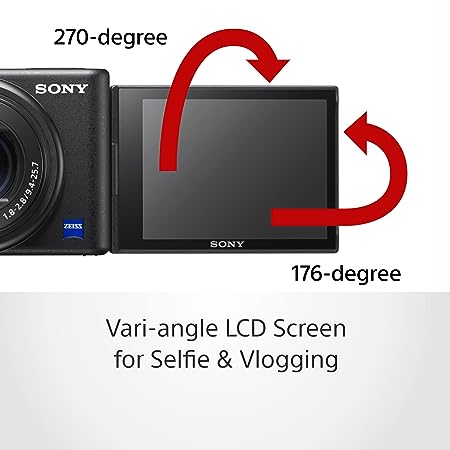 270-degree
SONY
1.8-2.8/9.4-25.7
ZEISS
SONY
176-degree
Vari-angle LCD Screen
for Selfie & Vlogging